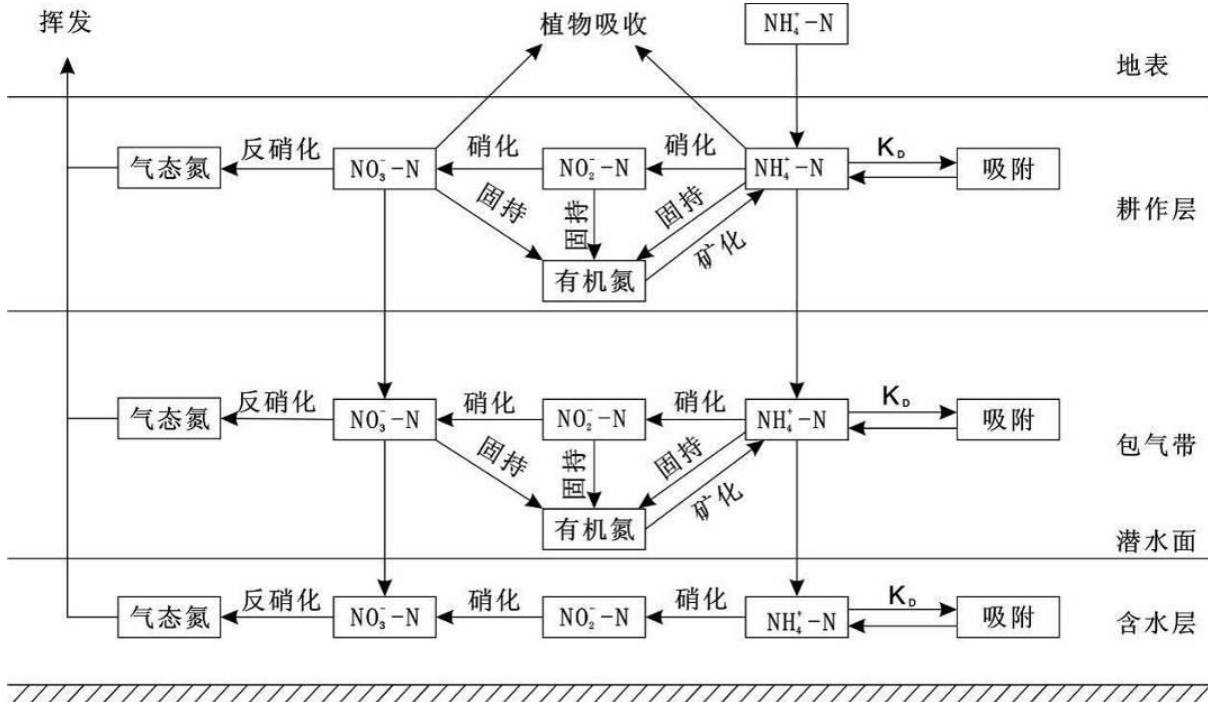 挥发
植物吸收
NH₄⁺-N
地表
气态氮
反硝化
NO₃⁻-N
硝化
NO₂⁻-N
硝化
NH₄⁺-N
K_D
吸附
固持
固持
固持
矿化
有机氮
耕作层
气态氮
反硝化
NO₃⁻-N
硝化
NO₂⁻-N
硝化
NH₄⁺-N
K_D
吸附
固持
固持
固持
矿化
有机氮
包气带
潜水面
气态氮
反硝化
NO₃⁻-N
硝化
NO₂⁻-N
硝化
NH₄⁺-N
K_D
吸附
含水层